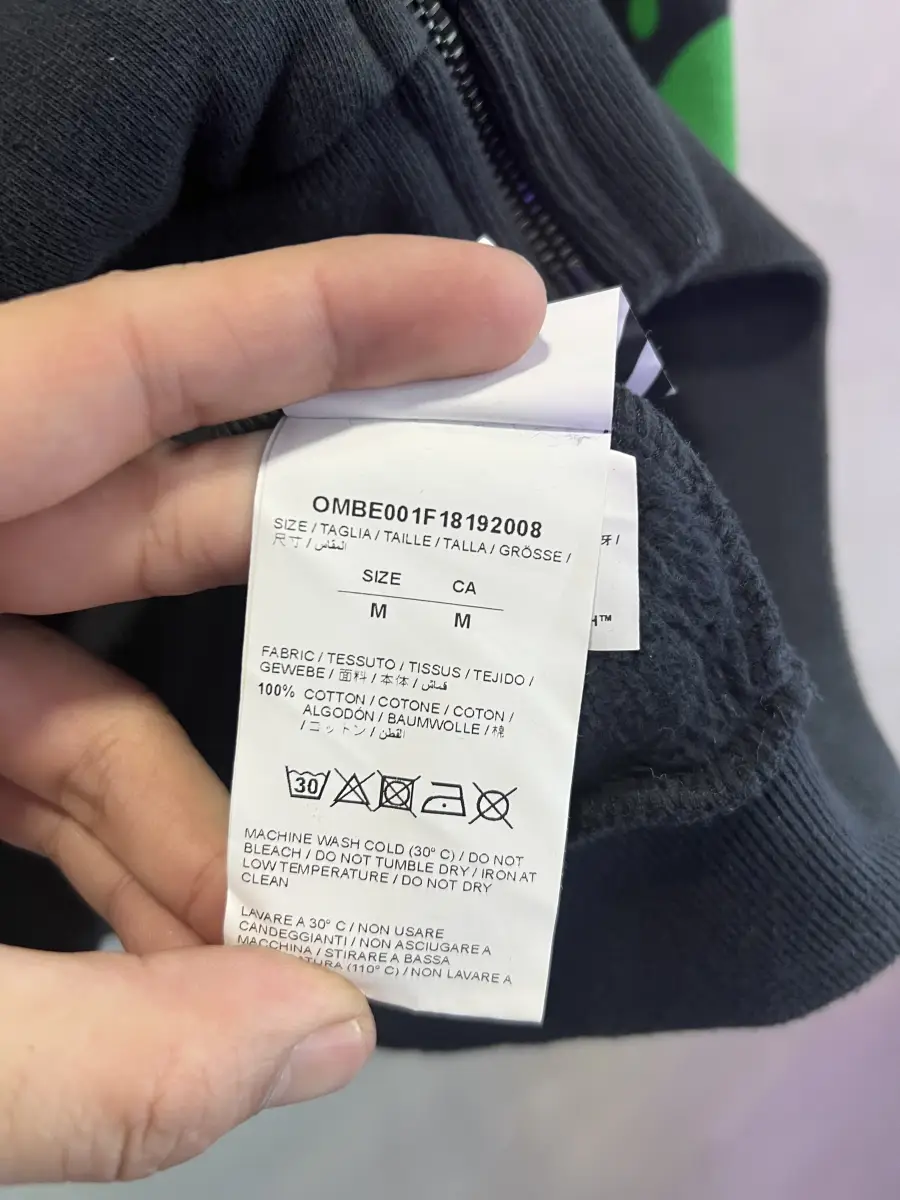 OMBE001F18192008
SIZE / TAGLIA / TAILLE / TALLA / GRÖSSE /
尺寸 / المقاس
SIZE CA
M M
FABRIC / TESSUTO / TISSUS / TEJIDO /
GEWEBE / 面料 / 本体 / قماش
100% COTTON / COTONE / COTON /
ALGODÓN / BAUMWOLLE / 棉
/ コットン / القطن
30
MACHINE WASH COLD (30° C) / DO NOT
BLEACH / DO NOT TUMBLE DRY / IRON AT
LOW TEMPERATURE / DO NOT DRY
CLEAN
LAVARE A 30° C / NON USARE
CANDEGGIANTI / NON ASCIUGARE A
MACCHINA / STIRARE A BASSA
(110° C) / NON LAVARE A
牙 /
H™